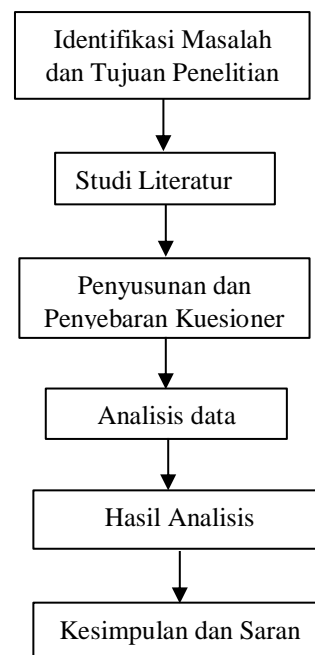 Identifikasi Masalah
dan Tujuan Penelitian
Studi Literatur
Penyusunan dan
Penyebaran Kuesioner
Analisis data
Hasil Analisis
Kesimpulan dan Saran